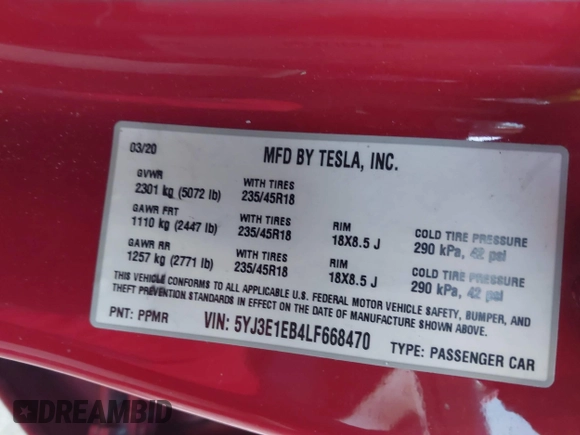 03/20
MFD BY TESLA, INC.
GVWR
2301 kg (5072 lb)
WITH TIRES
235/45R18
GAWR FRT
1110 kg (2447 lb)
WITH TIRES
235/45R18
RIM
18X8.5 J
COLD TIRE PRESSURE
290 kPa, 42 psi
GAWR RR
1257 kg (2771 lb)
WITH TIRES
235/45R18
RIM
18X8.5 J
COLD TIRE PRESSURE
290 kPa, 42 psi
THIS VEHICLE CONFORMS TO ALL APPLICABLE U.S. FEDERAL MOTOR VEHICLE SAFETY, BUMPER, AND
THEFT PREVENTION STANDARDS IN EFFECT ON THE DATE OF MANUFACTURE SHOWN ABOVE.
PNT: PPMR
VIN: 5YJ3E1EB4LF668470
TYPE: PASSENGER CAR
DREAMBID